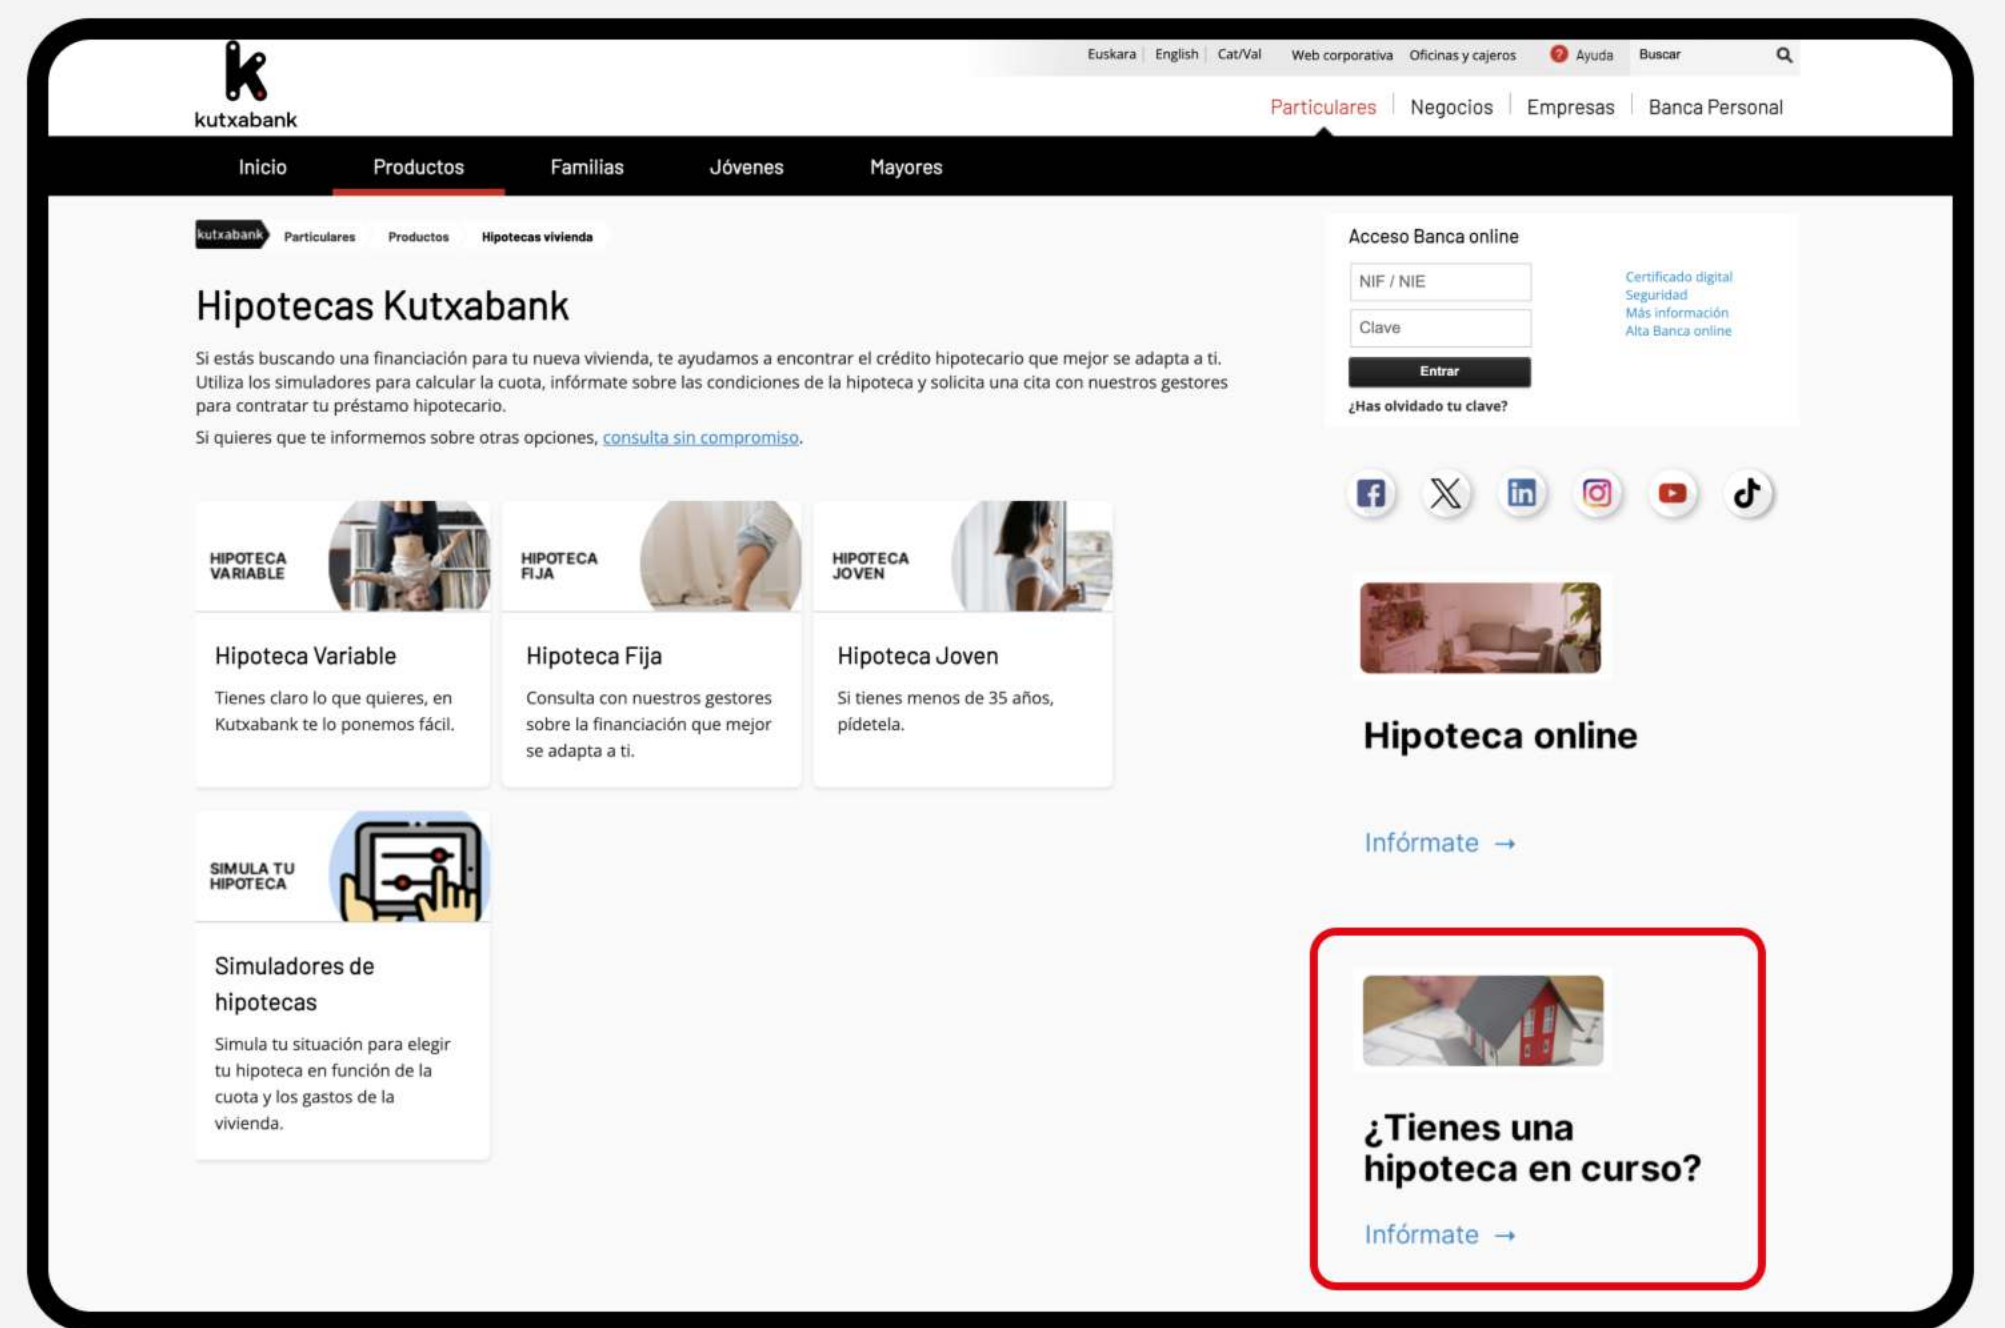 kutxabank
Euskara English Cat/Val Web corporativa Oficinas y cajeros ? Ayuda Buscar
Particulares Negocios Empresas Banca Personal
Inicio Productos Familias Jóvenes Mayores
kutxabank Particulares Productos Hipotecas vivienda
Hipotecas Kutxabank
Si estás buscando una financiación para tu nueva vivienda, te ayudamos a encontrar el crédito hipotecario que mejor se adapta a ti.
Utiliza los simuladores para calcular la cuota, infórmate sobre las condiciones de la hipoteca y solicita una cita con nuestros gestores
para contratar tu préstamo hipotecario.
Si quieres que te informemos sobre otras opciones, consulta sin compromiso.
HIPOTECA
VARIABLE
Hipoteca Variable
Tienes claro lo que quieres, en
Kutxabank te lo ponemos fácil.
HIPOTECA
FIJA
Hipoteca Fija
Consulta con nuestros gestores
sobre la financiación que mejor
se adapta a ti.
HIPOTECA
JOVEN
Hipoteca Joven
Si tienes menos de 35 años,
pídetela.
SIMULA TU
HIPOTECA
Simuladores de
hipotecas
Simula tu situación para elegir
tu hipoteca en función de la
cuota y los gastos de la
vivienda.
Acceso Banca online
NIF / NIE
Clave
Entrar
¿Has olvidado tu clave?
Certificado digital
Seguridad
Más información
Alta Banca online
Hipoteca online
Infórmate →
¿Tienes una
hipoteca en curso?
Infórmate →